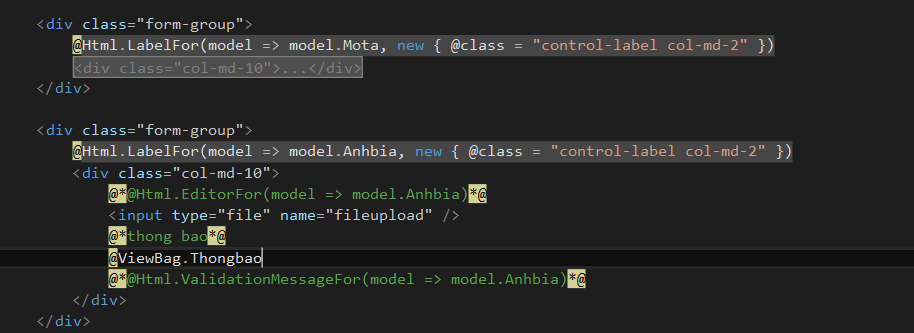 <div class="form-group">
@Html.LabelFor(model => model.Mota, new { @class = "control-label col-md-2" })
<div class="col-md-10">...</div>
</div>
<div class="form-group">
@Html.LabelFor(model => model.Anhbia, new { @class = "control-label col-md-2" })
<div class="col-md-10">
@*@Html.EditorFor(model => model.Anhbia)*@
<input type="file" name="fileupload" />
@*thong bao*@
@ViewBag.Thongbao
@*@Html.ValidationMessageFor(model => model.Anhbia)*@
</div>
</div>